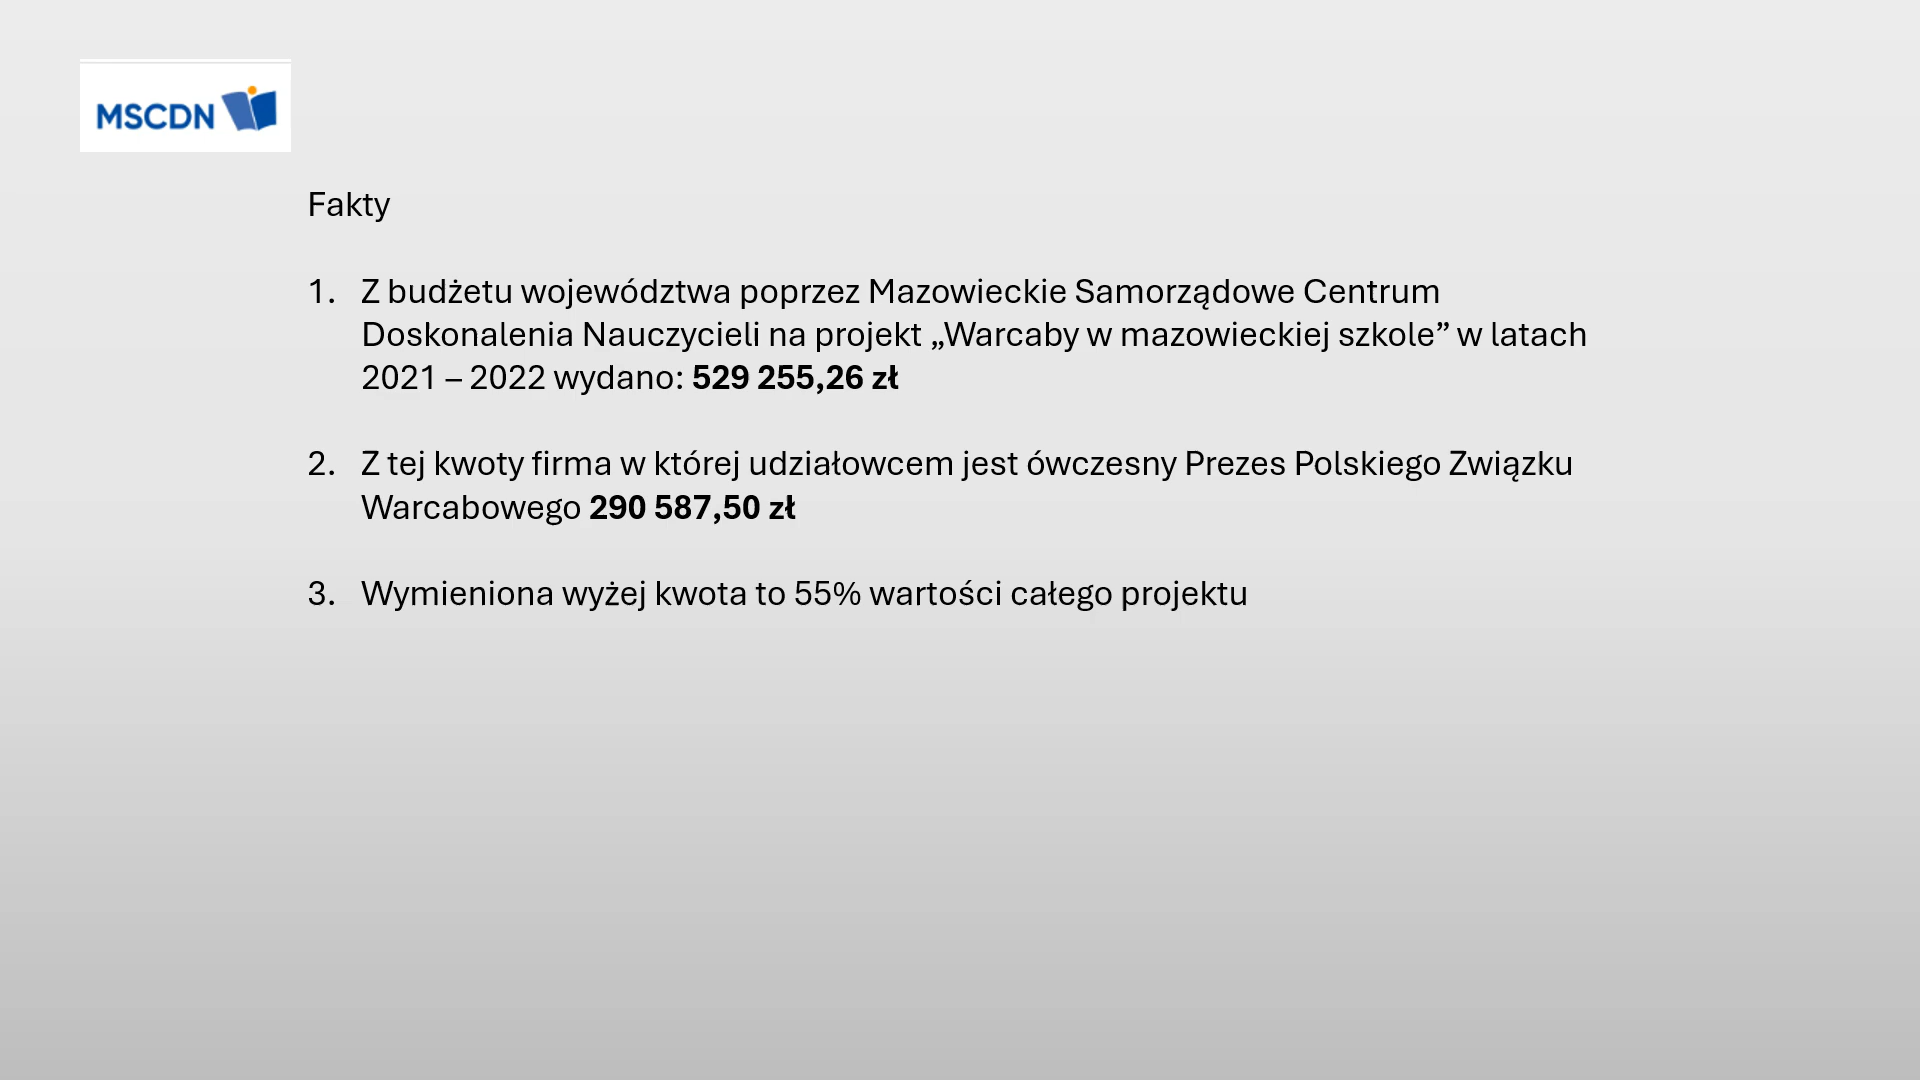 MSCDN
Fakty
1. Z budżetu województwa poprzez Mazowieckie Samorządowe Centrum
Doskonalenia Nauczycieli na projekt „Warcaby w mazowieckiej szkole” w latach
2021 – 2022 wydano: 529 255,26 zł
2. Z tej kwoty firma w której udziałowcem jest ówczesny Prezes Polskiego Związku
Warcabowego 290 587,50 zł
3. Wymieniona wyżej kwota to 55% wartości całego projektu